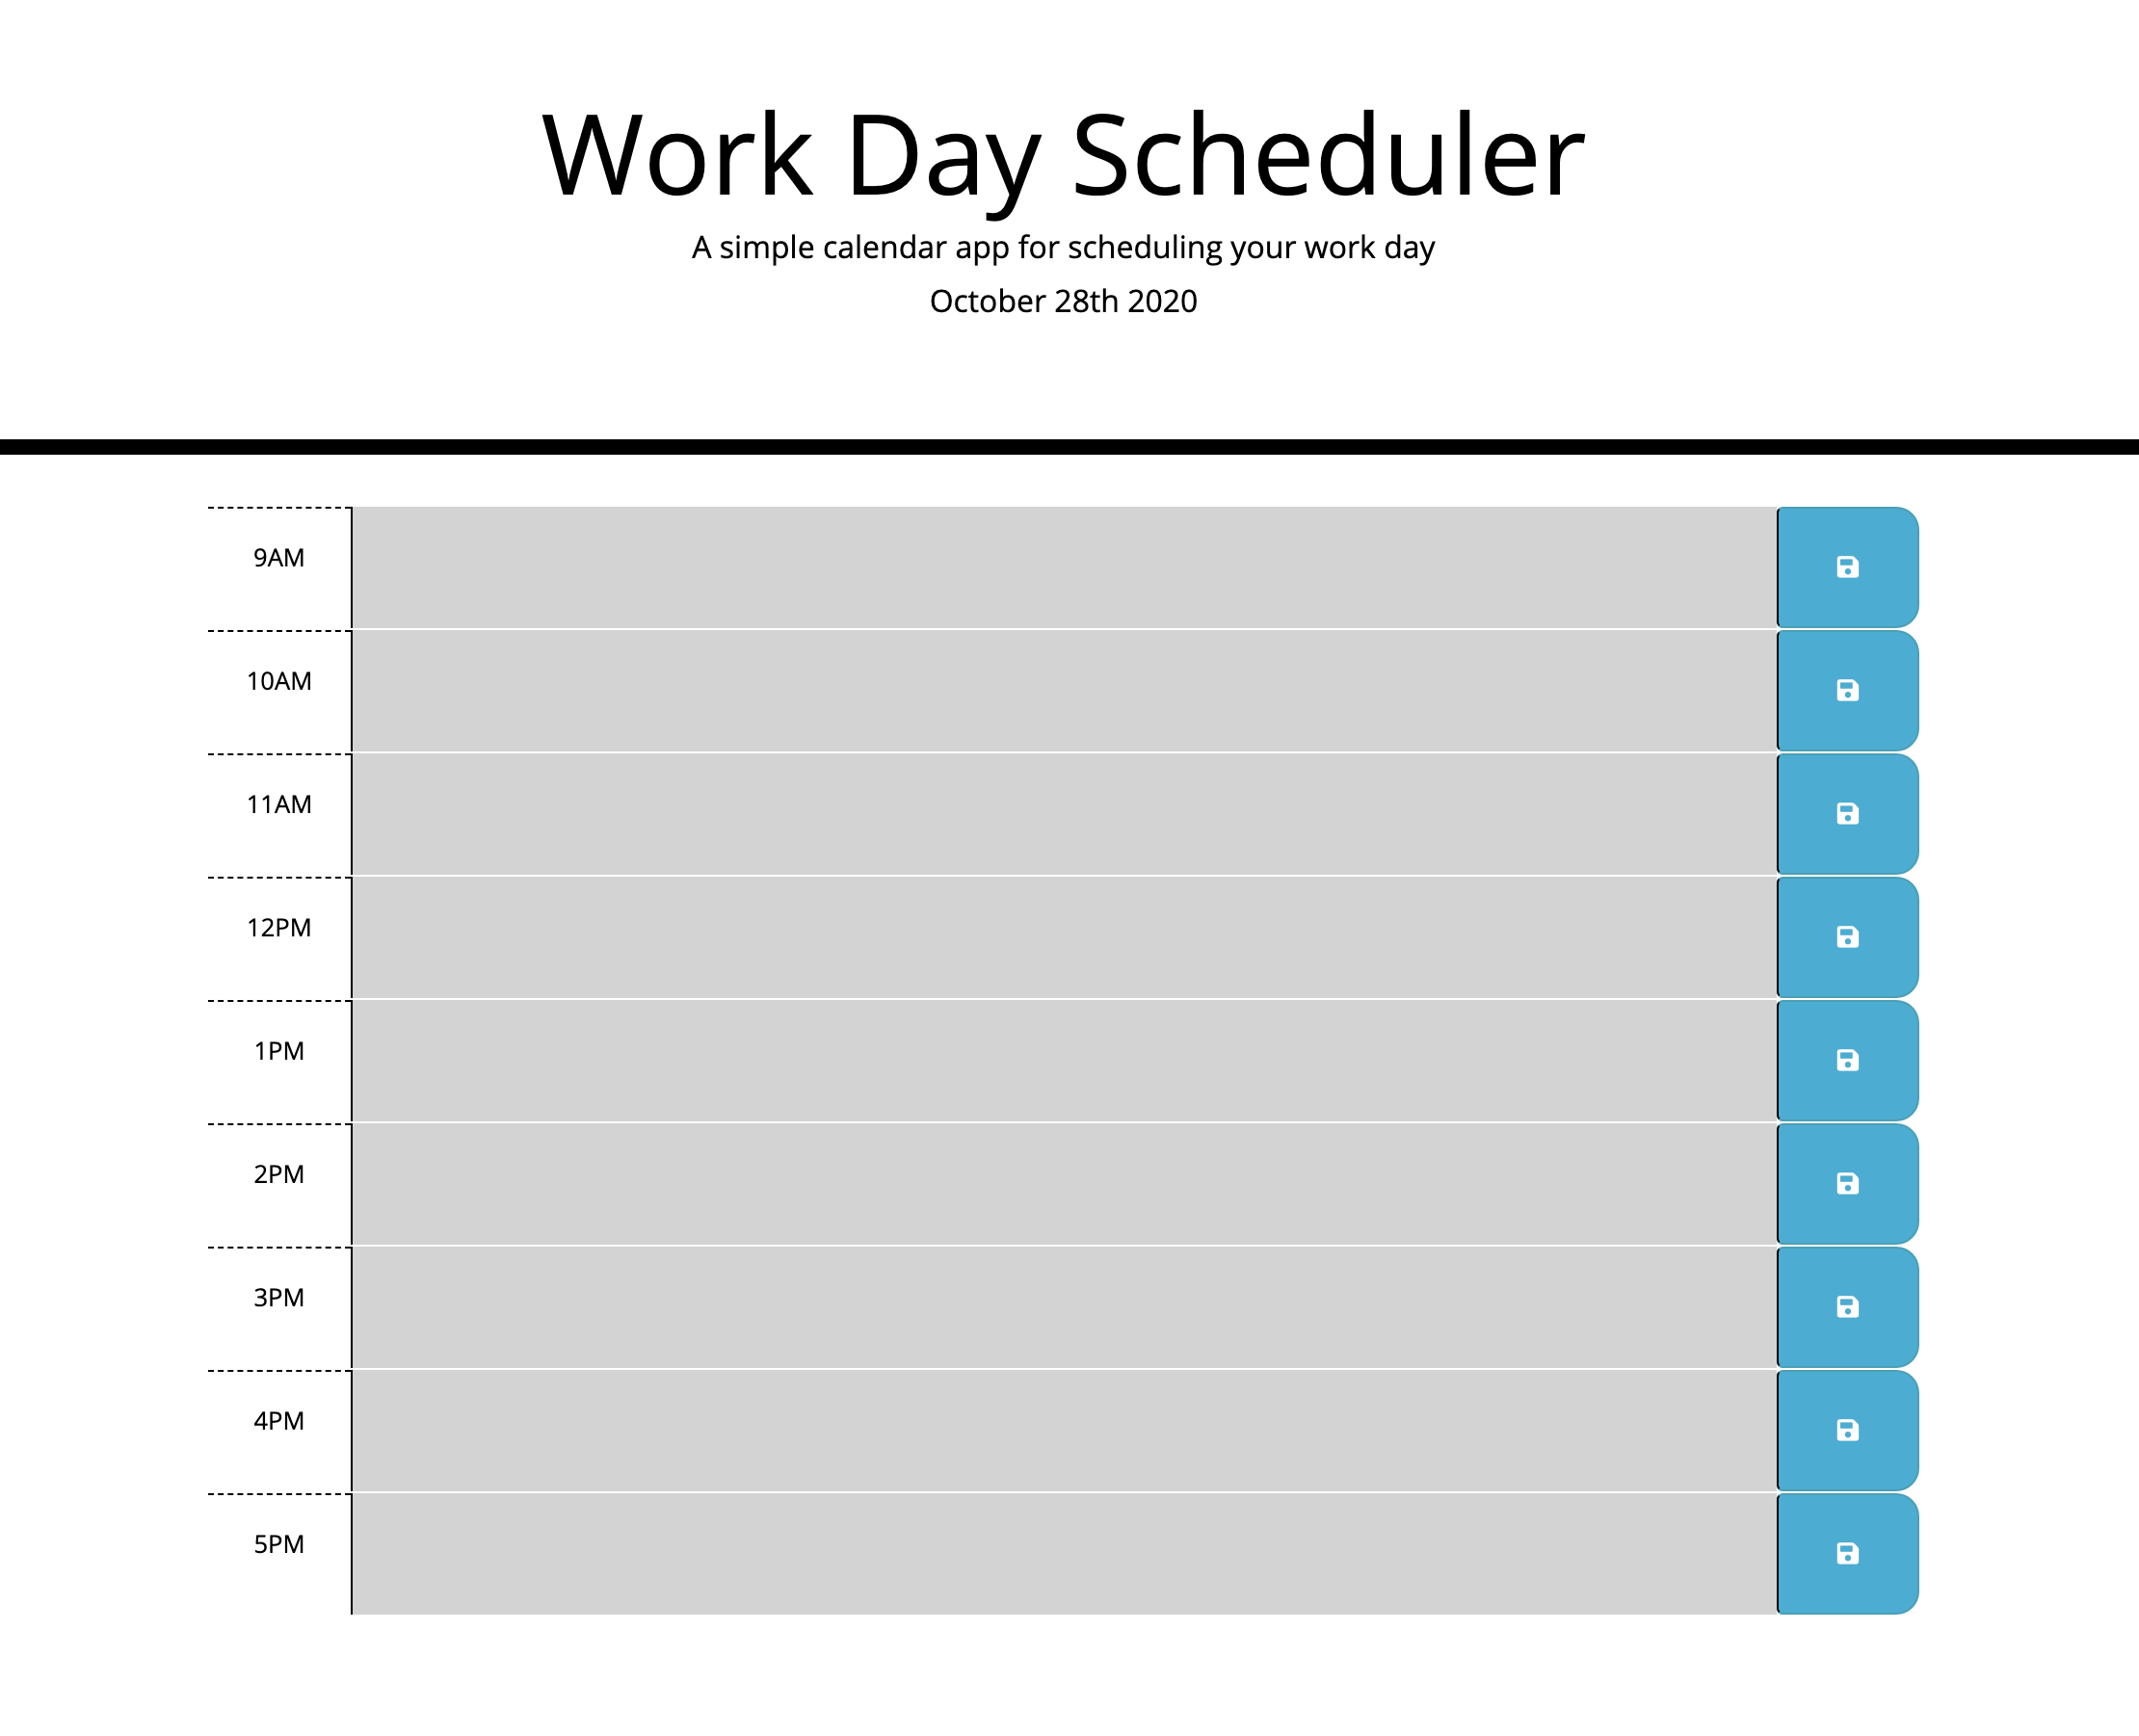 Work Day Scheduler
A simple calendar app for scheduling your work day
October 28th 2020
9AM
10AM
11AM
12PM
1PM
2PM
3PM
4PM
5PM